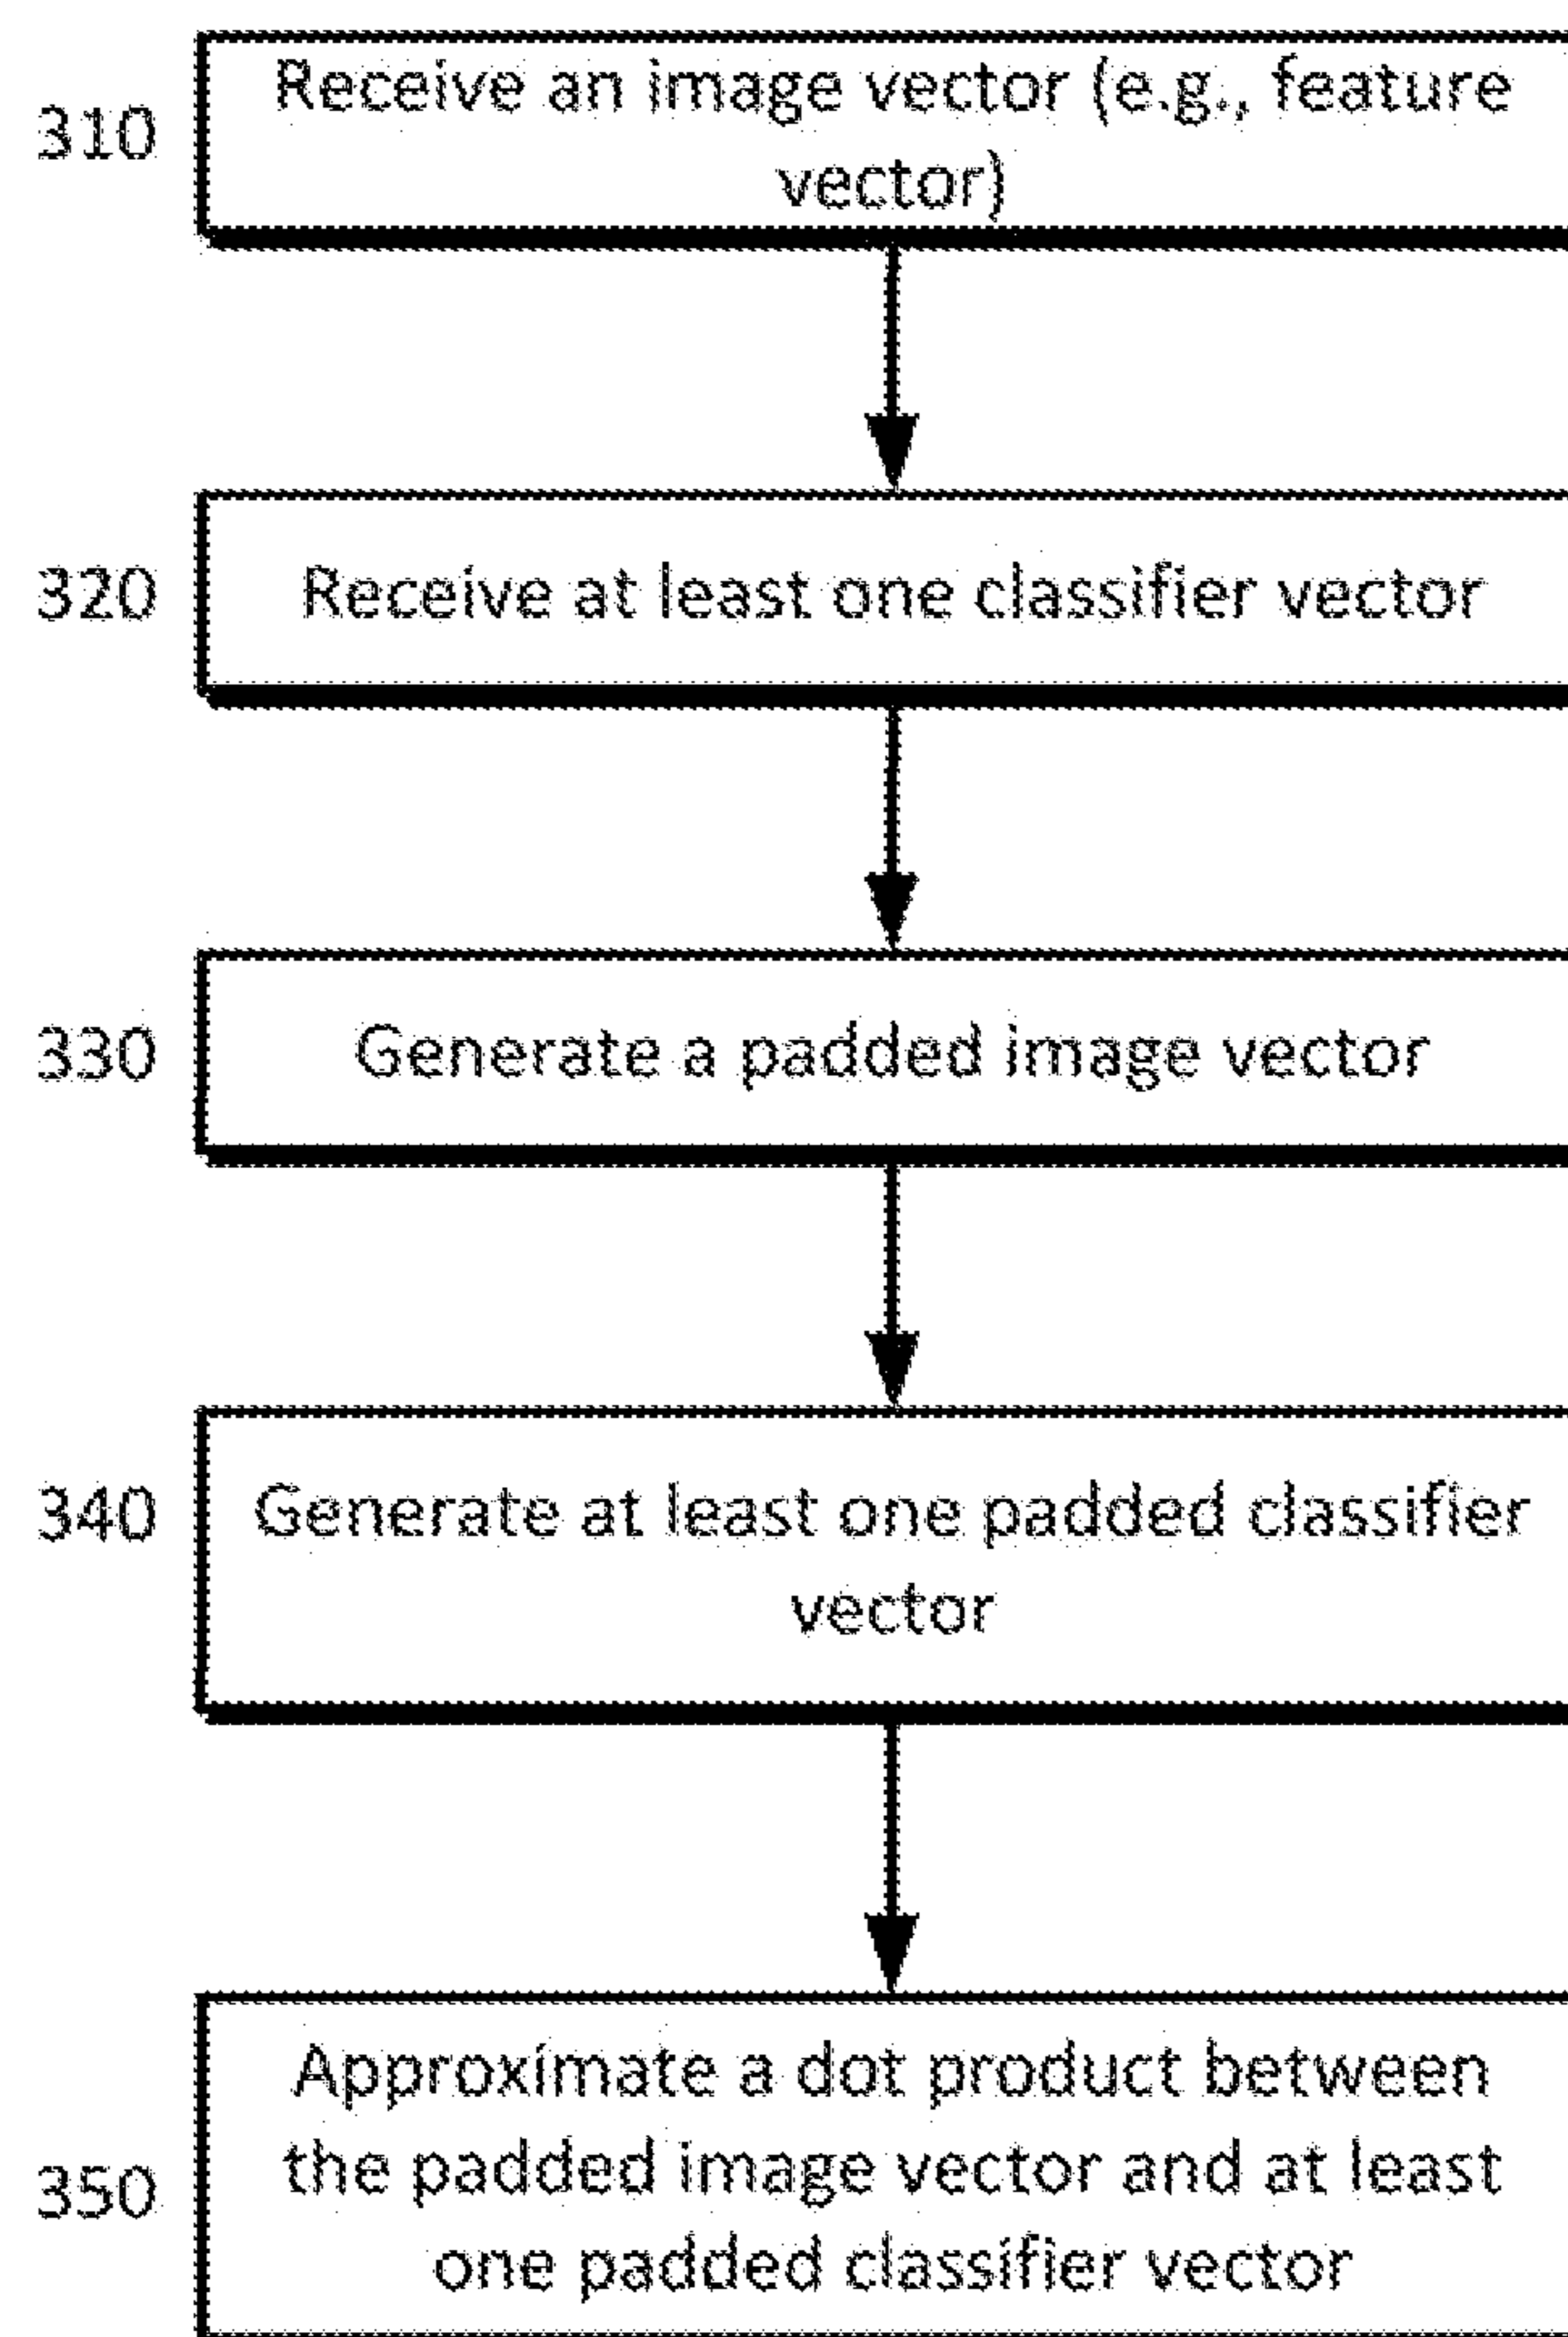 310
Receive an image vector (e.g., feature
vector)
320
Receive at least one classifier vector
330
Generate a padded image vector
340
Generate at least one padded classifier
vector
350
Approximate a dot product between
the padded image vector and at least
one padded classifier vector